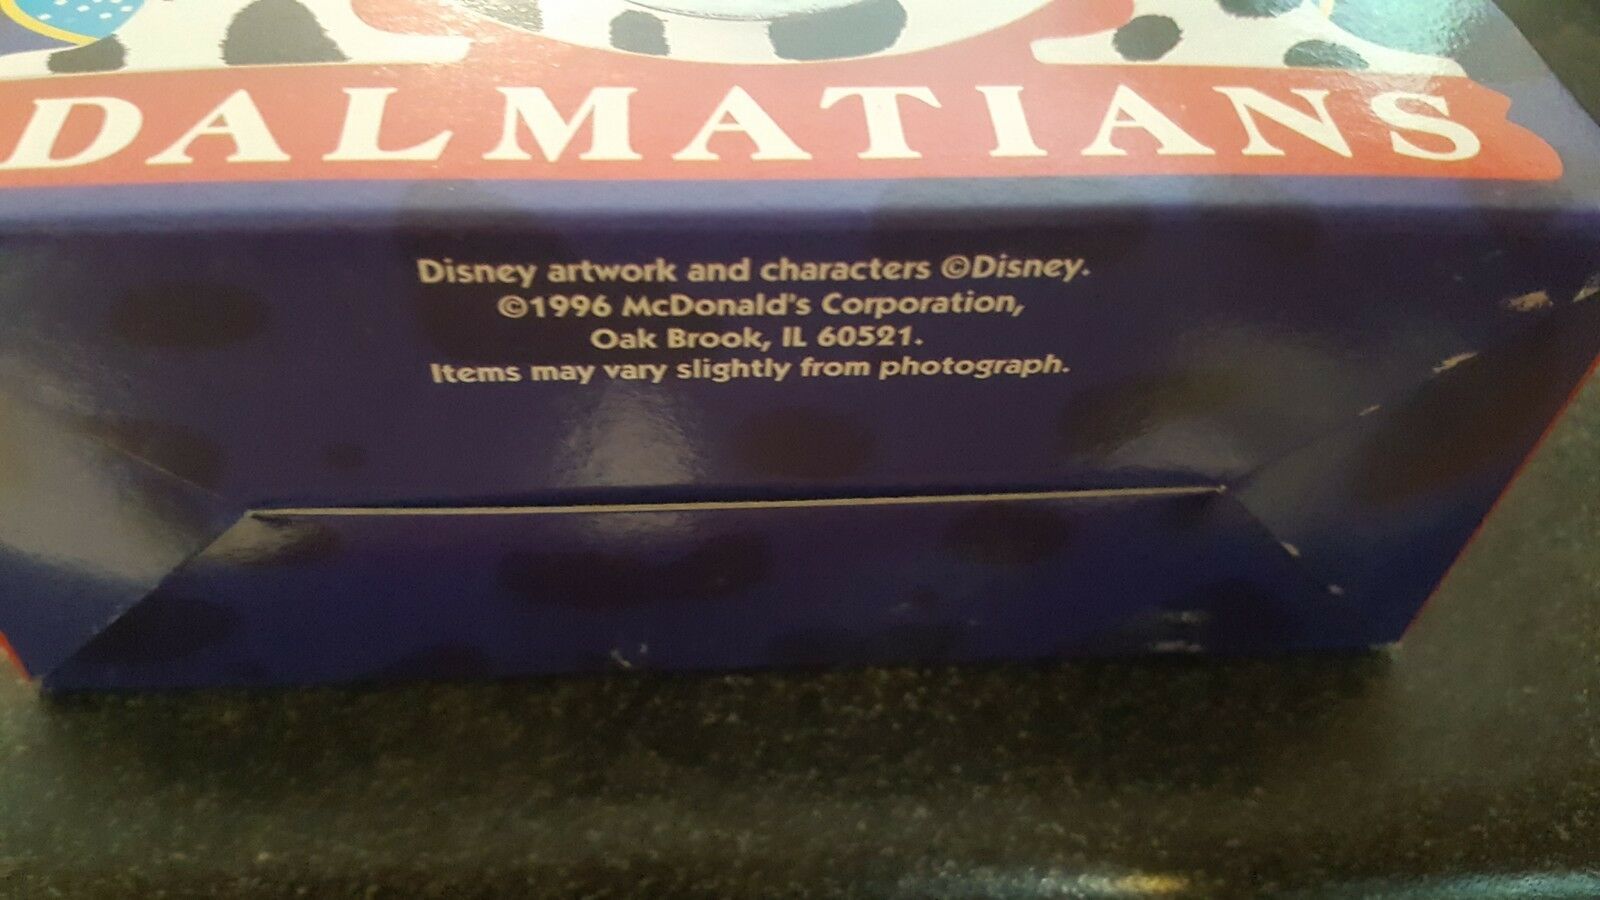 DALMATIANS
Disney artwork and characters ©Disney.
©1996 McDonald's Corporation,
Oak Brook, IL 60521.
Items may vary slightly from photograph.